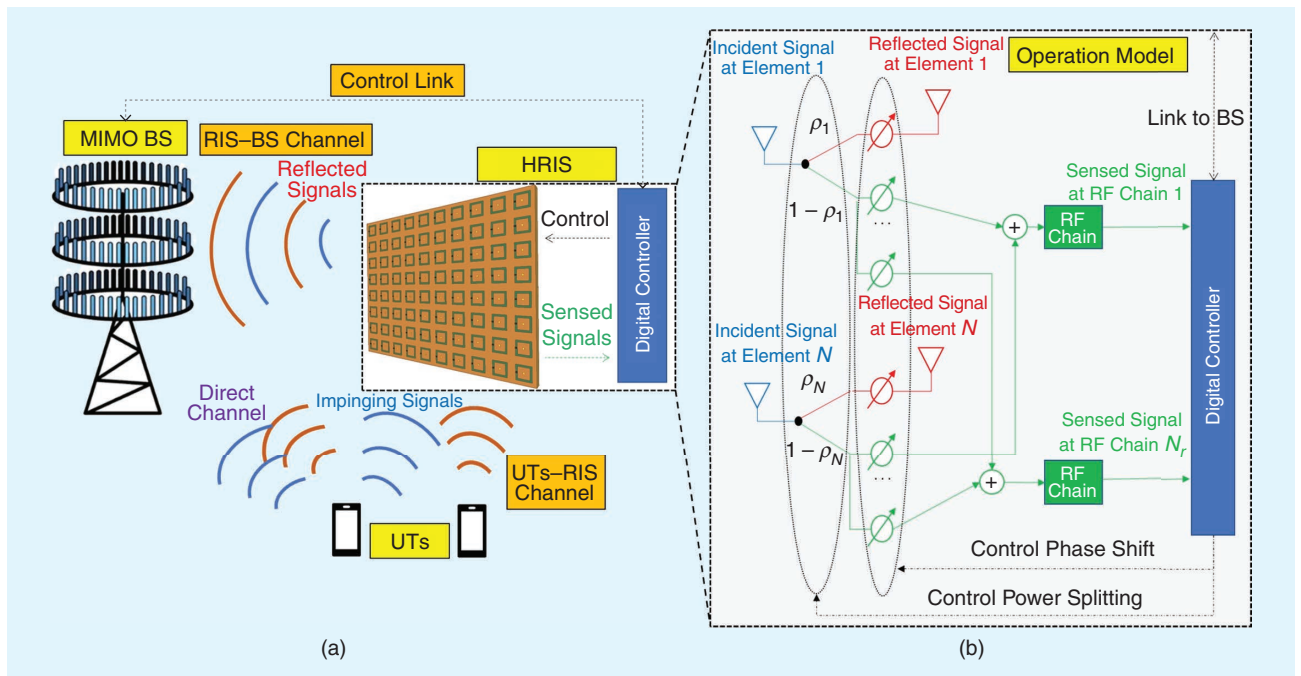 Control Link
MIMO BS
RIS–BS Channel
Reflected
Signals
HRIS
Control
Sensed
Signals
Digital Controller
Direct
Channel
Impinging Signals
UTs–RIS
Channel
UTs
(a)
Incident Signal
at Element 1
Reflected Signal
at Element 1
Operation Model
Link to BS
ρ1
1 − ρ1
...
Sensed Signal
at RF Chain 1
+
RF
Chain
Reflected Signal
at Element N
Incident Signal
at Element N
ρN
1 − ρN
...
Sensed Signal
at RF Chain Nr
+
RF
Chain
Digital Controller
Control Phase Shift
Control Power Splitting
(b)